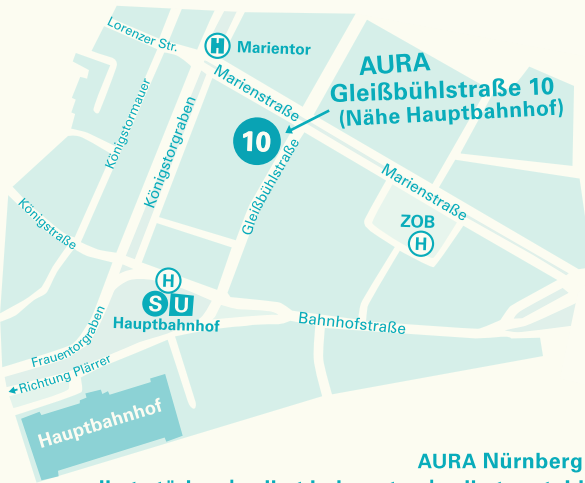 Lorenzer Str.
H Marientor
AURA
Gleißbühlstraße 10
(Nähe Hauptbahnhof)
Marienstraße
10
Königstormauer
Königstorgraben
Gleißbühlstraße
Marienstraße
Königstraße
ZOB
H
H
S U
Hauptbahnhof
Bahnhofstraße
Frauentorgraben
Richtung Plärrer
Hauptbahnhof
AURA Nürnberg